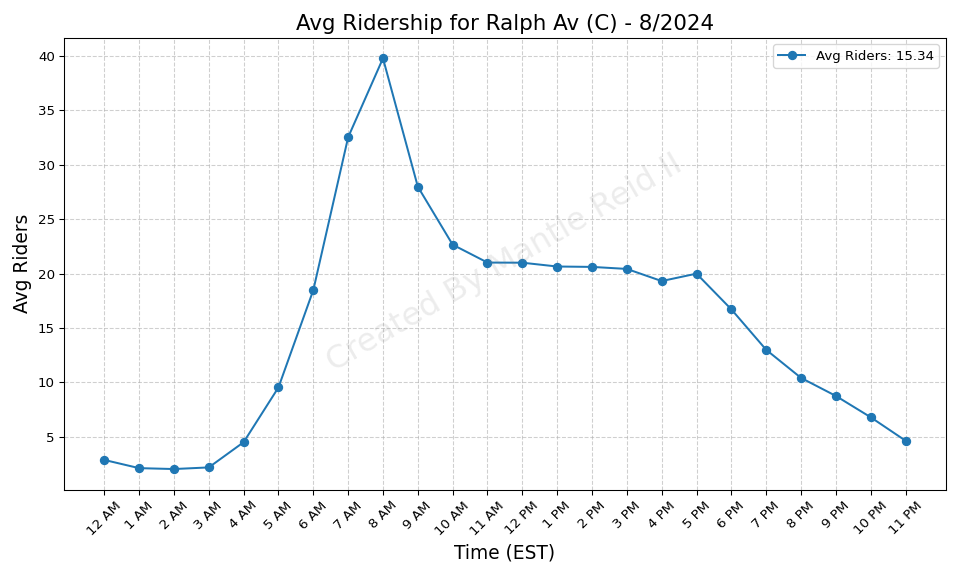 Avg Ridership for Ralph Av (C) - 8/2024
Avg Riders: 15.34
40
35
30
25
20
15
10
5
Avg Riders
Created By Mantle Reid II
12 AM
1 AM
2 AM
3 AM
4 AM
5 AM
6 AM
7 AM
8 AM
9 AM
10 AM
11 AM
12 PM
1 PM
2 PM
3 PM
4 PM
5 PM
6 PM
7 PM
8 PM
9 PM
10 PM
11 PM
Time (EST)